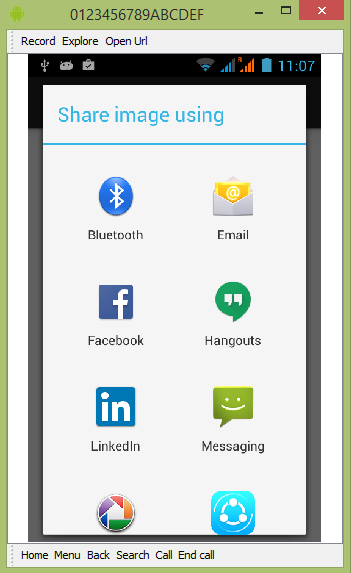 0123456789ABCDEF
Record Explore Open Url
R 11:07
Share image using
Bluetooth Email
Facebook Hangouts
LinkedIn Messaging
Home Menu Back Search Call End call